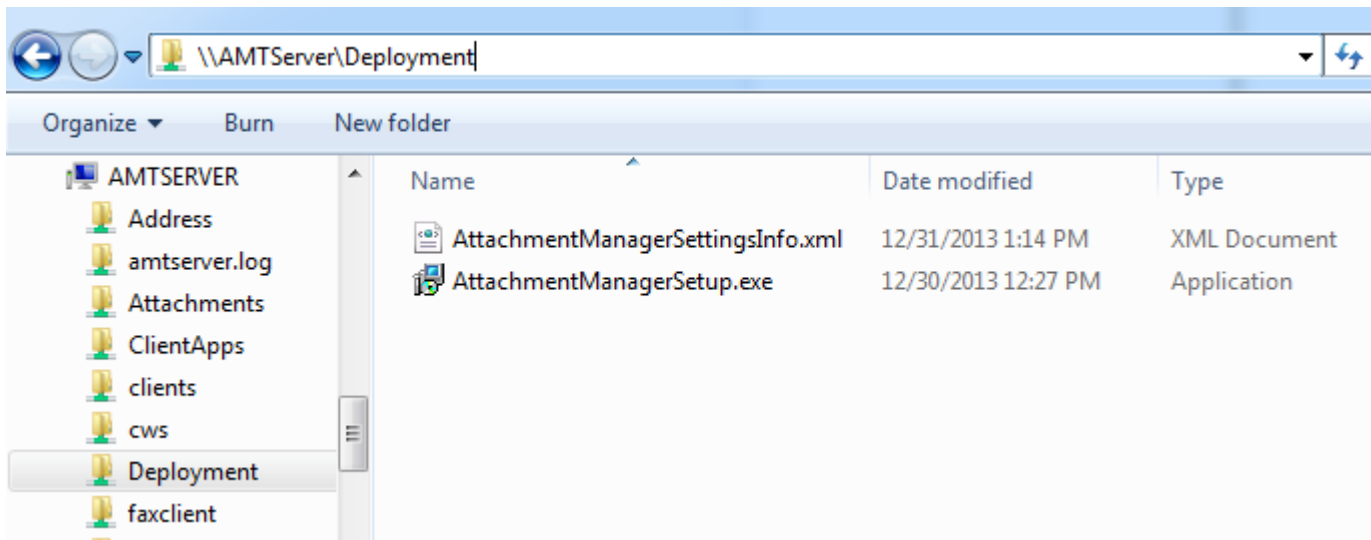 \\AMTServer\Deployment
Organize Burn New folder
AMTSERVER
Address
amtserver.log
Attachments
ClientApps
clients
cws
Deployment
faxclient
Name Date modified Type
AttachmentManagerSettingsInfo.xml 12/31/2013 1:14 PM XML Document
AttachmentManagerSetup.exe 12/30/2013 12:27 PM Application